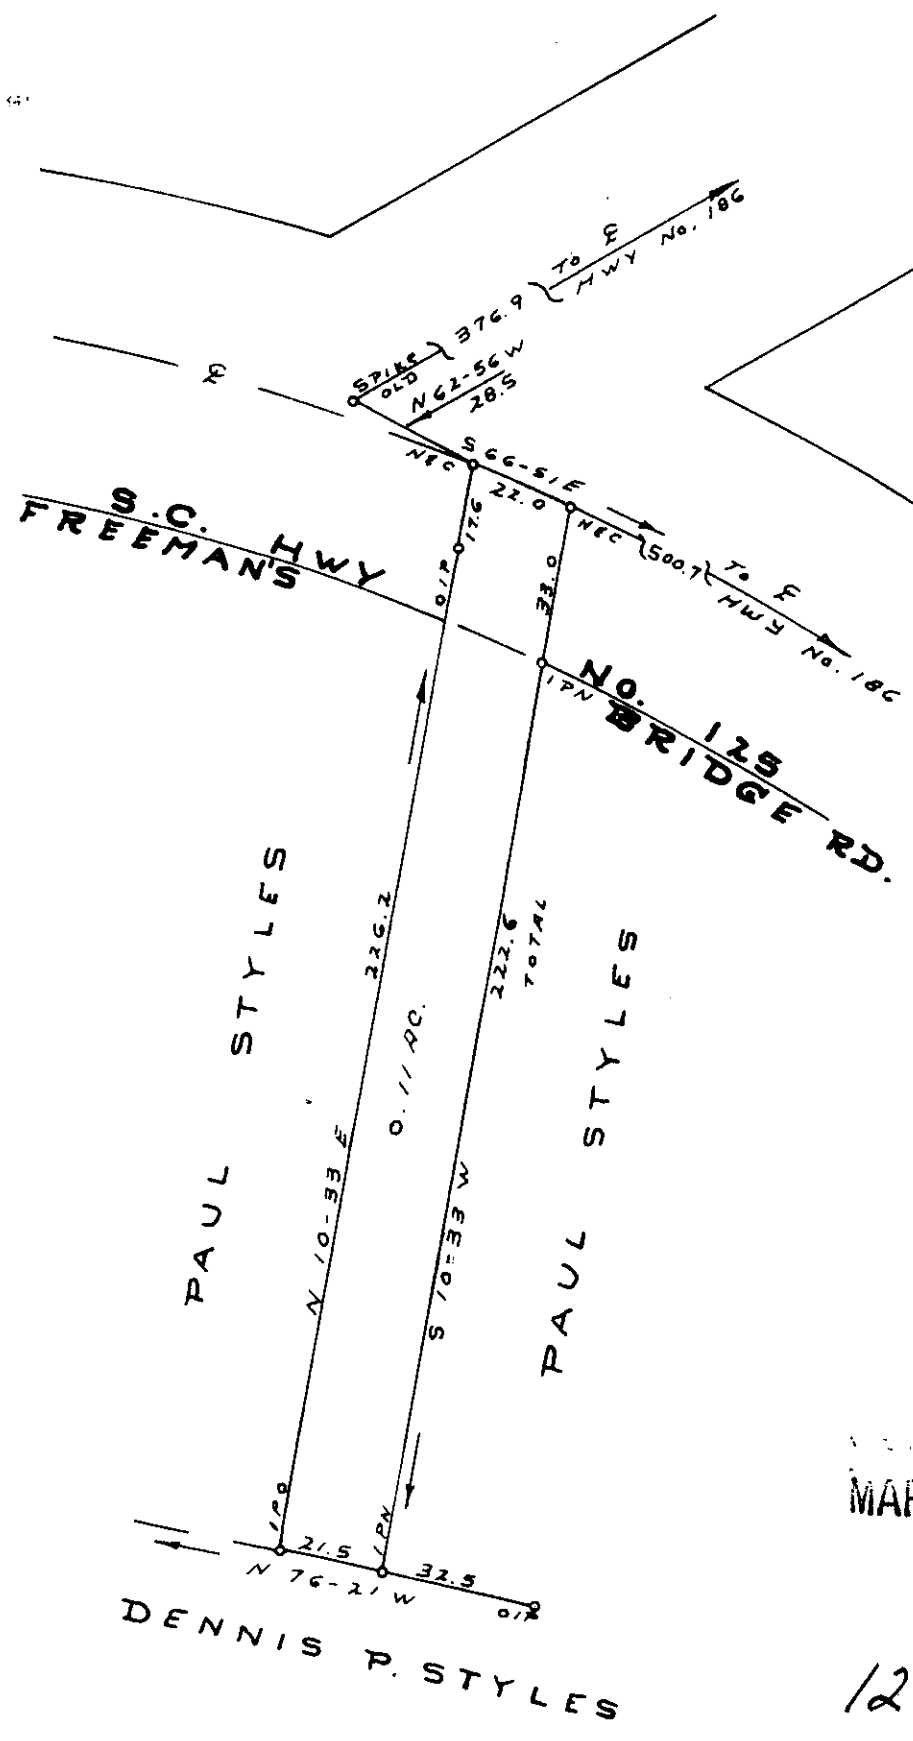 TO ℄
HWY NO. 186
376.9
SPIKE
OLD
N 62-56 W
28.5
℄
N&C
S 66-51 E
22.0
N&C
500.7
TO ℄
HWY NO. 186
S.C. HWY NO. 125
FREEMAN'S BRIDGE RD.
17.6
OIP
33.0
IPN
226.2
222.6
TOTAL
0.11 AC.
PAUL STYLES
PAUL STYLES
N 10-33 E
S 10-33 W
IPO
IPN
21.5
32.5
N 76-21 W
OIP
DENNIS P. STYLES
12